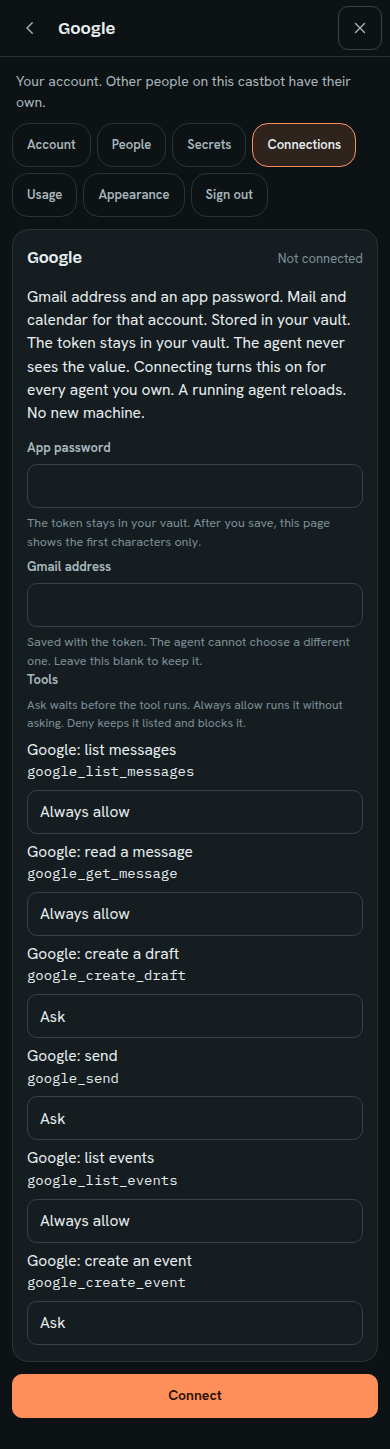 Google
Your account. Other people on this castbot have their
own.
Account
People
Secrets
Connections
Usage
Appearance
Sign out
Google
Not connected
Gmail address and an app password. Mail and
calendar for that account. Stored in your vault.
The token stays in your vault. The agent never
sees the value. Connecting turns this on for
every agent you own. A running agent reloads.
No new machine.
App password
The token stays in your vault. After you save, this page
shows the first characters only.
Gmail address
Saved with the token. The agent cannot choose a different
one. Leave this blank to keep it.
Tools
Ask waits before the tool runs. Always allow runs it without
asking. Deny keeps it listed and blocks it.
Google: list messages
google_list_messages
Always allow
Google: read a message
google_get_message
Always allow
Google: create a draft
google_create_draft
Ask
Google: send
google_send
Ask
Google: list events
google_list_events
Always allow
Google: create an event
google_create_event
Ask
Connect